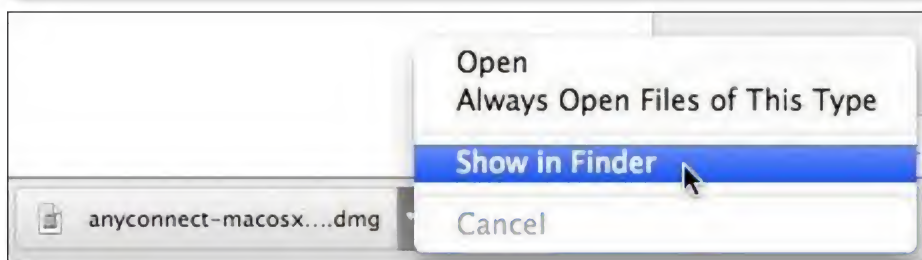 Open
Always Open Files of This Type
Show in Finder
anyconnect-macosx....dmg
Cancel